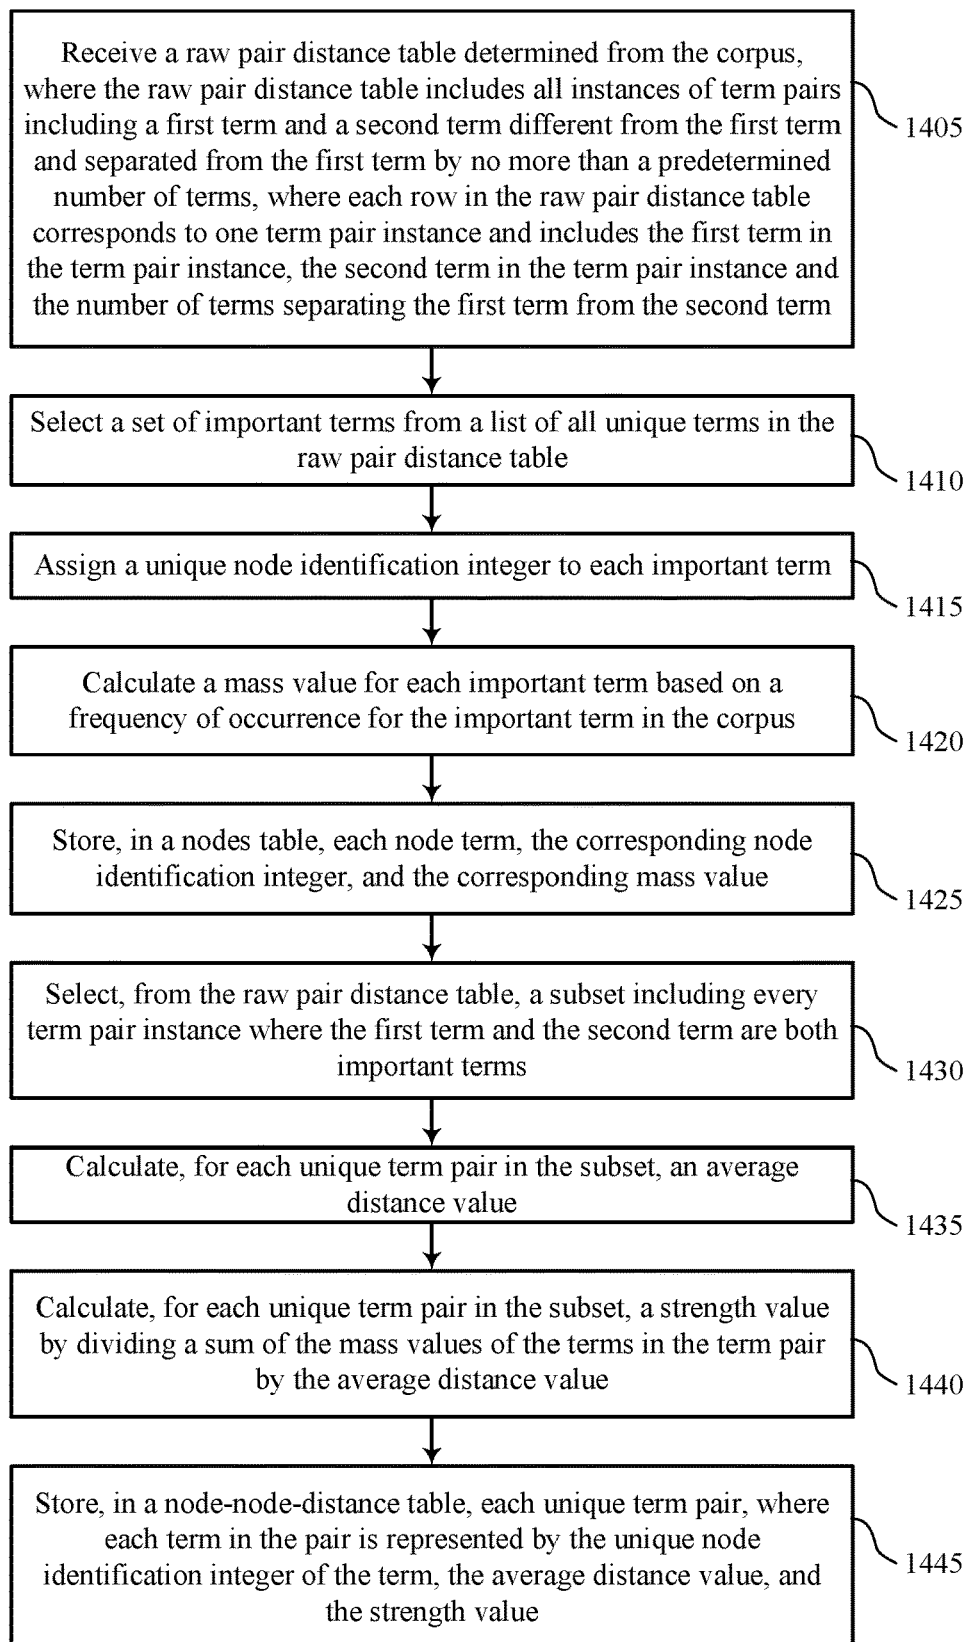 Receive a raw pair distance table determined from the corpus,
where the raw pair distance table includes all instances of term pairs
including a first term and a second term different from the first term
and separated from the first term by no more than a predetermined
number of terms, where each row in the raw pair distance table
corresponds to one term pair instance and includes the first term in
the term pair instance, the second term in the term pair instance and
the number of terms separating the first term from the second term
1405
Select a set of important terms from a list of all unique terms in the
raw pair distance table
1410
Assign a unique node identification integer to each important term
1415
Calculate a mass value for each important term based on a
frequency of occurrence for the important term in the corpus
1420
Store, in a nodes table, each node term, the corresponding node
identification integer, and the corresponding mass value
1425
Select, from the raw pair distance table, a subset including every
term pair instance where the first term and the second term are both
important terms
1430
Calculate, for each unique term pair in the subset, an average
distance value
1435
Calculate, for each unique term pair in the subset, a strength value
by dividing a sum of the mass values of the terms in the term pair
by the average distance value
1440
Store, in a node-node-distance table, each unique term pair, where
each term in the pair is represented by the unique node
identification integer of the term, the average distance value, and
the strength value
1445